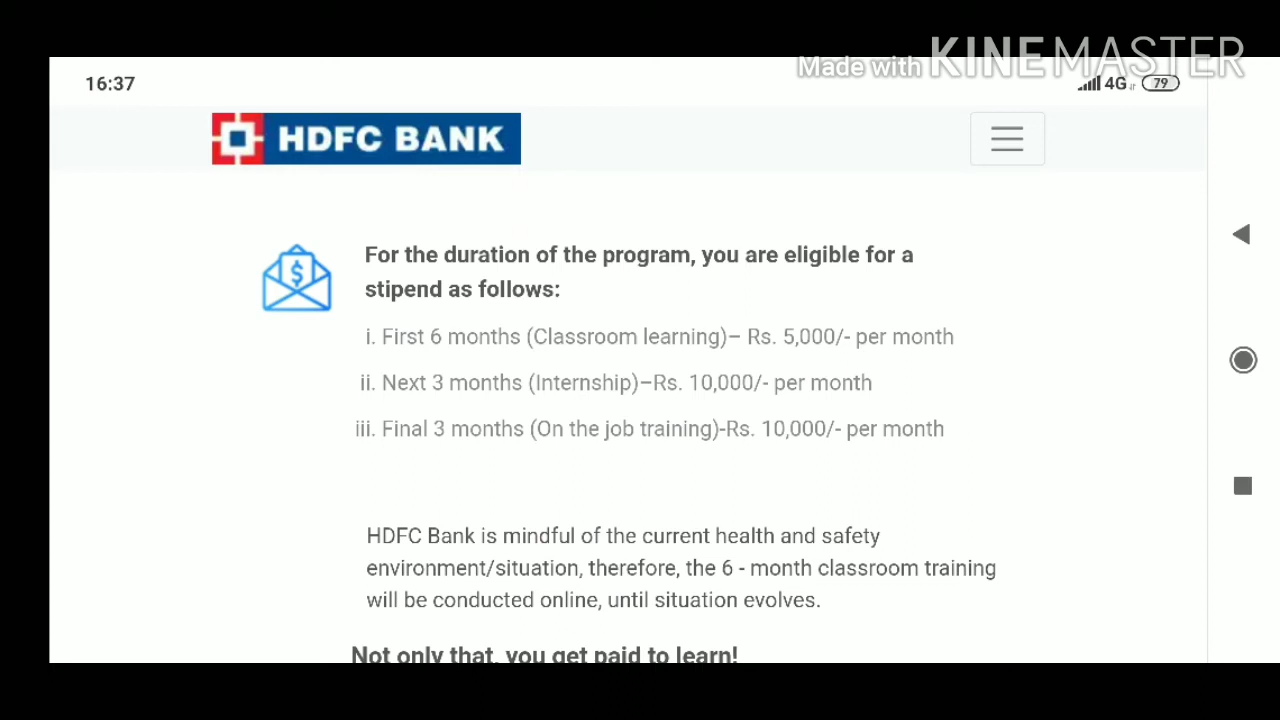 Made with KINEMASTER
16:37
4G 79
HDFC BANK
$
For the duration of the program, you are eligible for a
stipend as follows:
i. First 6 months (Classroom learning)– Rs. 5,000/- per month
ii. Next 3 months (Internship)–Rs. 10,000/- per month
iii. Final 3 months (On the job training)-Rs. 10,000/- per month
HDFC Bank is mindful of the current health and safety
environment/situation, therefore, the 6 - month classroom training
will be conducted online, until situation evolves.
Not only that, you get paid to learn!